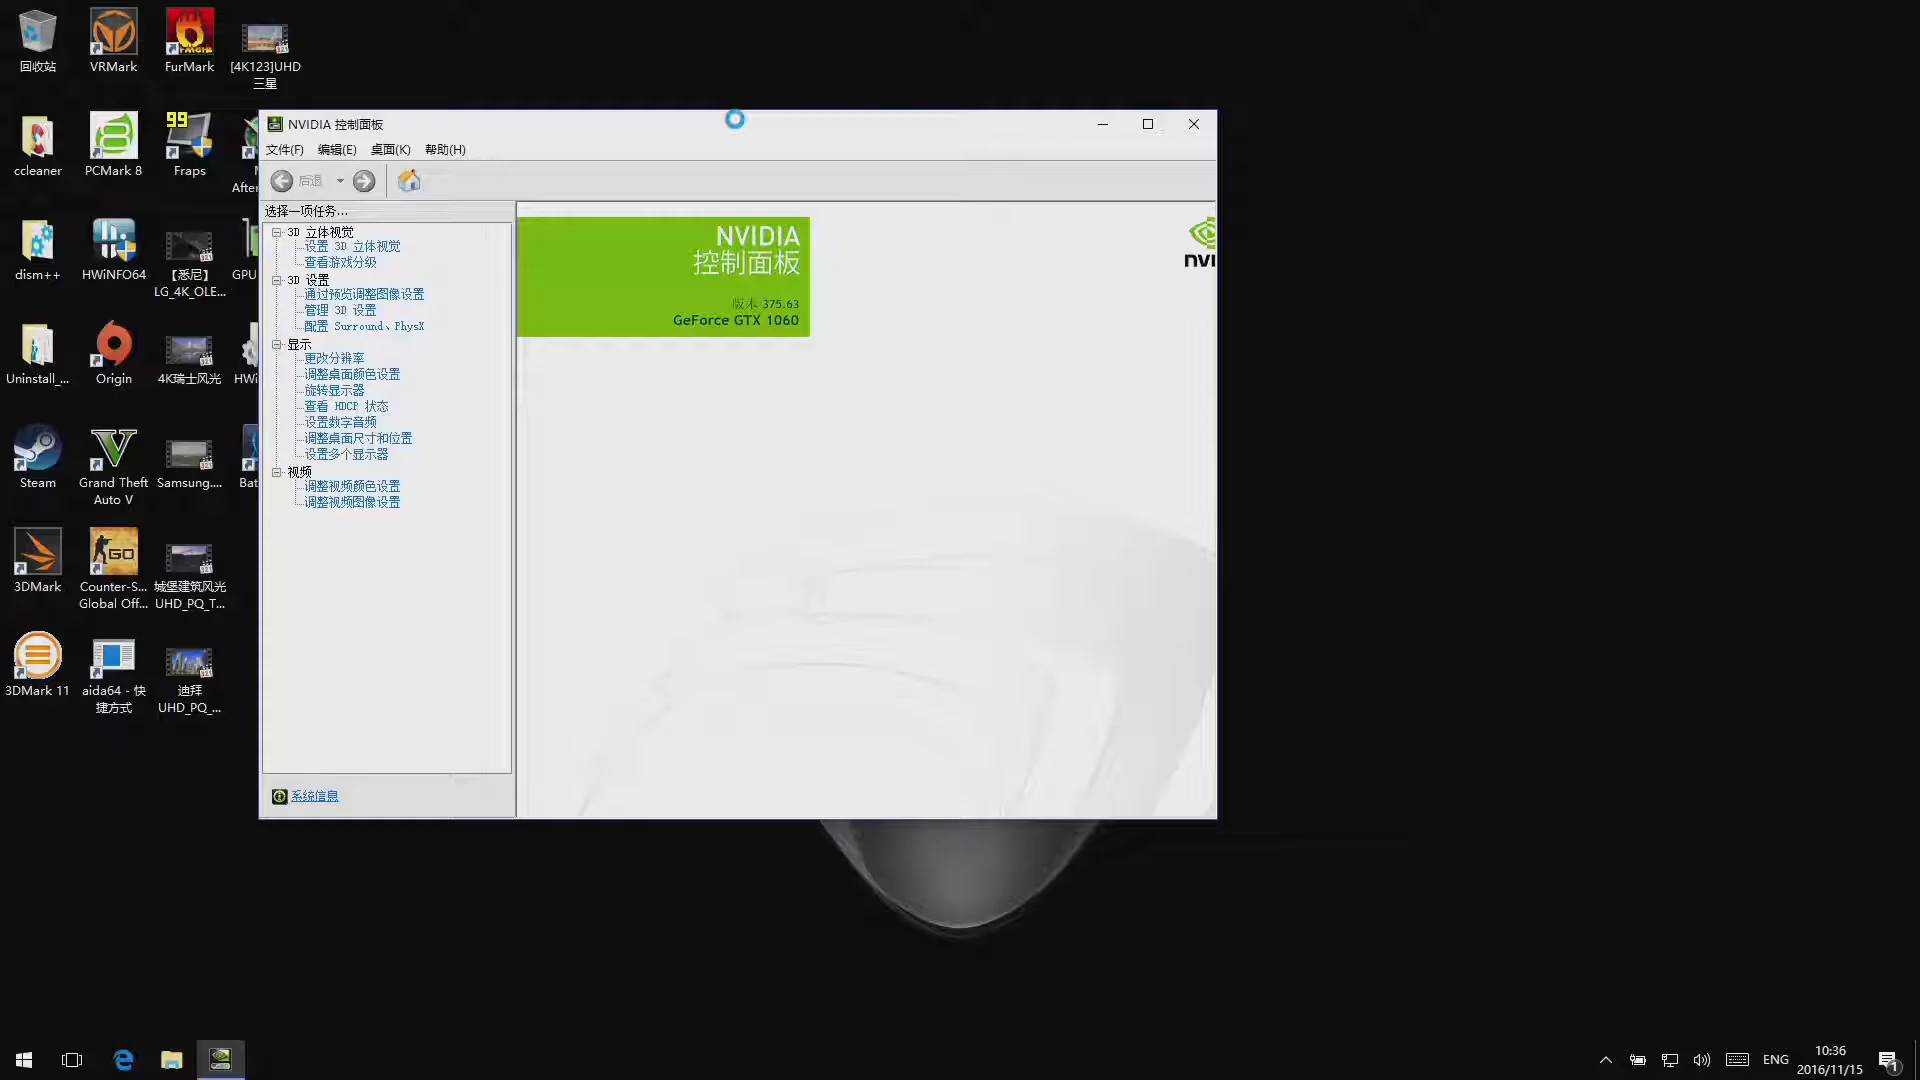 回收站
VRMark
FurMark
[4K123]UHD
三星
ccleaner
PCMark 8
99
Fraps
After
dism++
HWiNFO64
【悉尼】
LG_4K_OLE...
GPU
Uninstall_...
Origin
4K瑞士风光
HWi
Steam
Grand Theft
Auto V
Samsung....
Bat
3DMark
GO
Counter-S...
Global Off...
城堡建筑风光
UHD_PQ_T...
3DMark 11
aida64 - 快
捷方式
迪拜
UHD_PQ_...
NVIDIA 控制面板
文件(F) 编辑(E) 桌面(K) 帮助(H)
后退
选择一项任务...
3D 立体视觉
设置 3D 立体视觉
查看游戏分级
3D 设置
通过预览调整图像设置
管理 3D 设置
配置 Surround、PhysX
显示
更改分辨率
调整桌面颜色设置
旋转显示器
查看 HDCP 状态
设置数字音频
调整桌面尺寸和位置
设置多个显示器
视频
调整视频颜色设置
调整视频图像设置
系统信息
NVIDIA
控制面板
版本 375.63
GeForce GTX 1060
NVI
ENG
10:36
2016/11/15
1